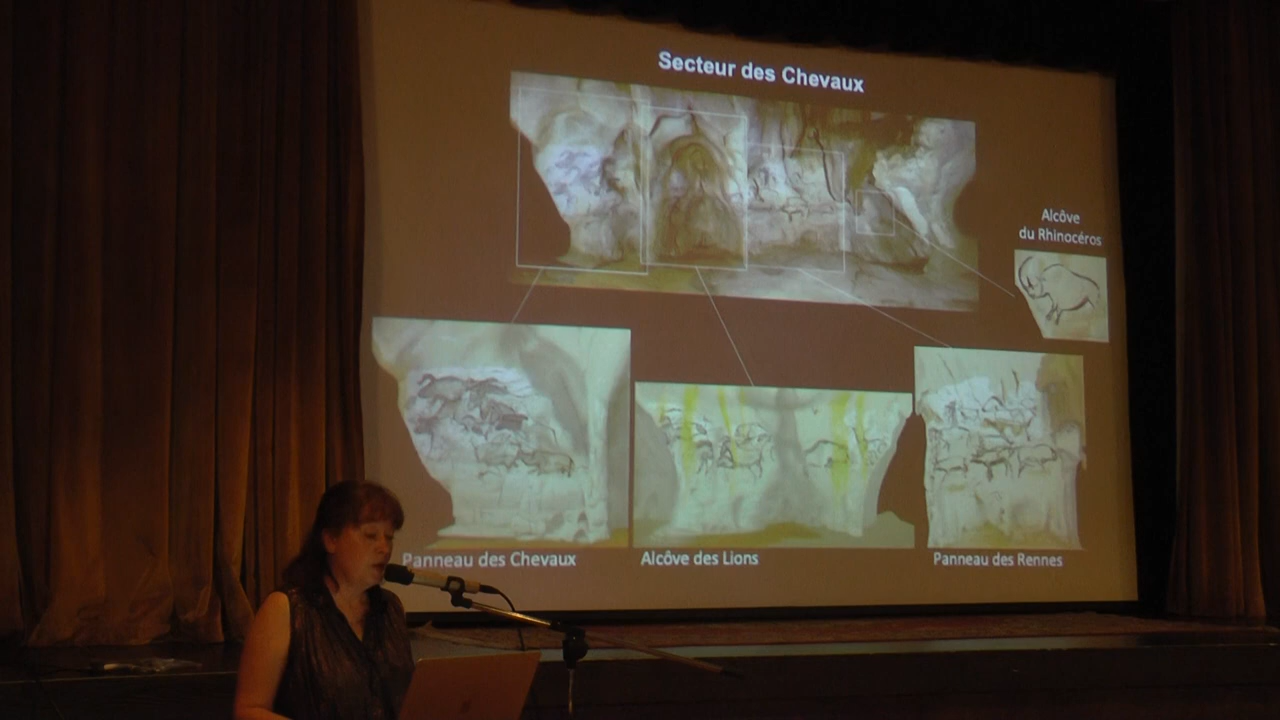 Secteur des Chevaux
Alcôve
du Rhinocéros
Panneau des Chevaux
Alcôve des Lions
Panneau des Rennes